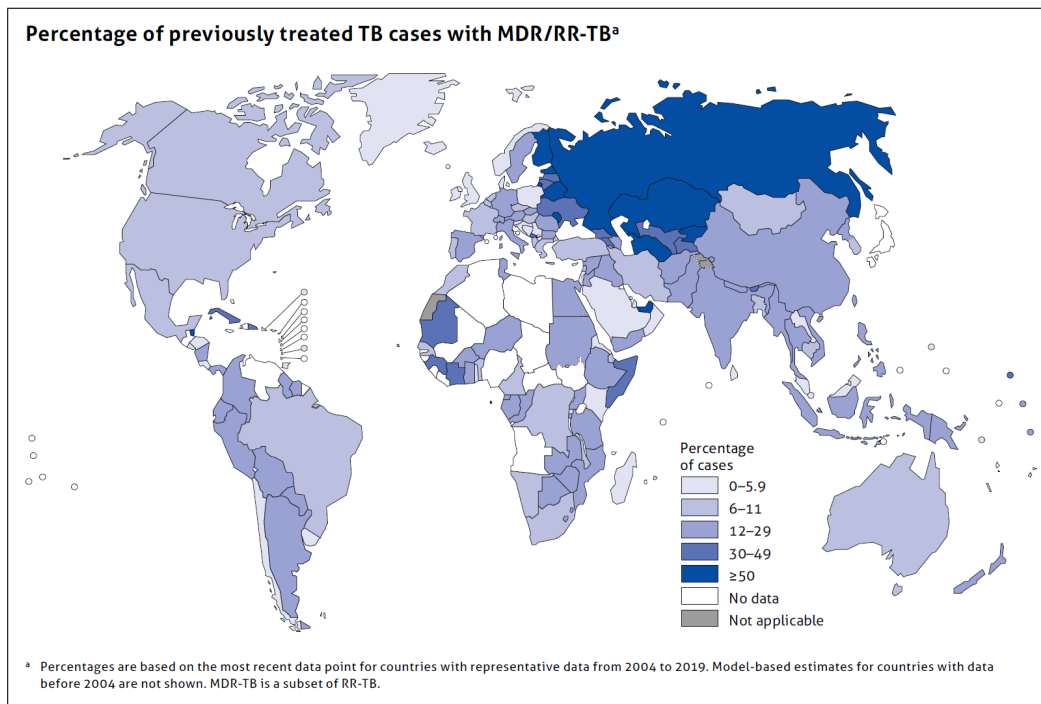 Percentage of previously treated TB cases with MDR/RR-TBª
Percentage
of cases
0–5.9
6–11
12–29
30–49
≥50
No data
Not applicable
ª Percentages are based on the most recent data point for countries with representative data from 2004 to 2019. Model-based estimates for countries with data
before 2004 are not shown. MDR-TB is a subset of RR-TB.